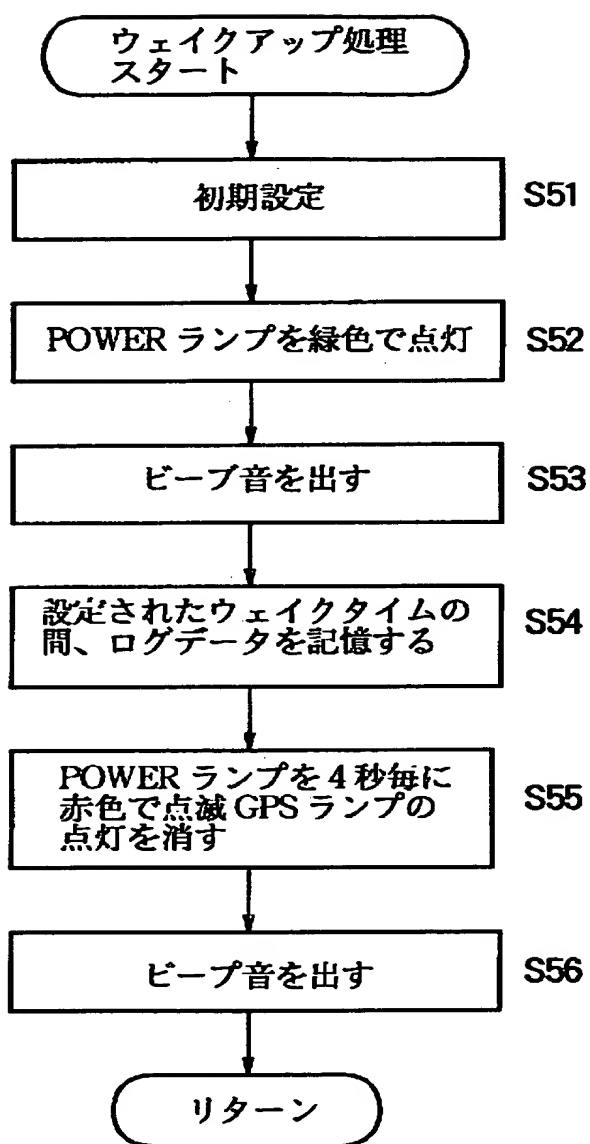 ウェイクアップ処理
スタート
初期設定
S51
POWER ランプを緑色で点灯
S52
ビープ音を出す
S53
設定されたウェイクタイムの
間、ログデータを記憶する
S54
POWER ランプを4秒毎に
赤色で点滅 GPS ランプの
点灯を消す
S55
ビープ音を出す
S56
リターン